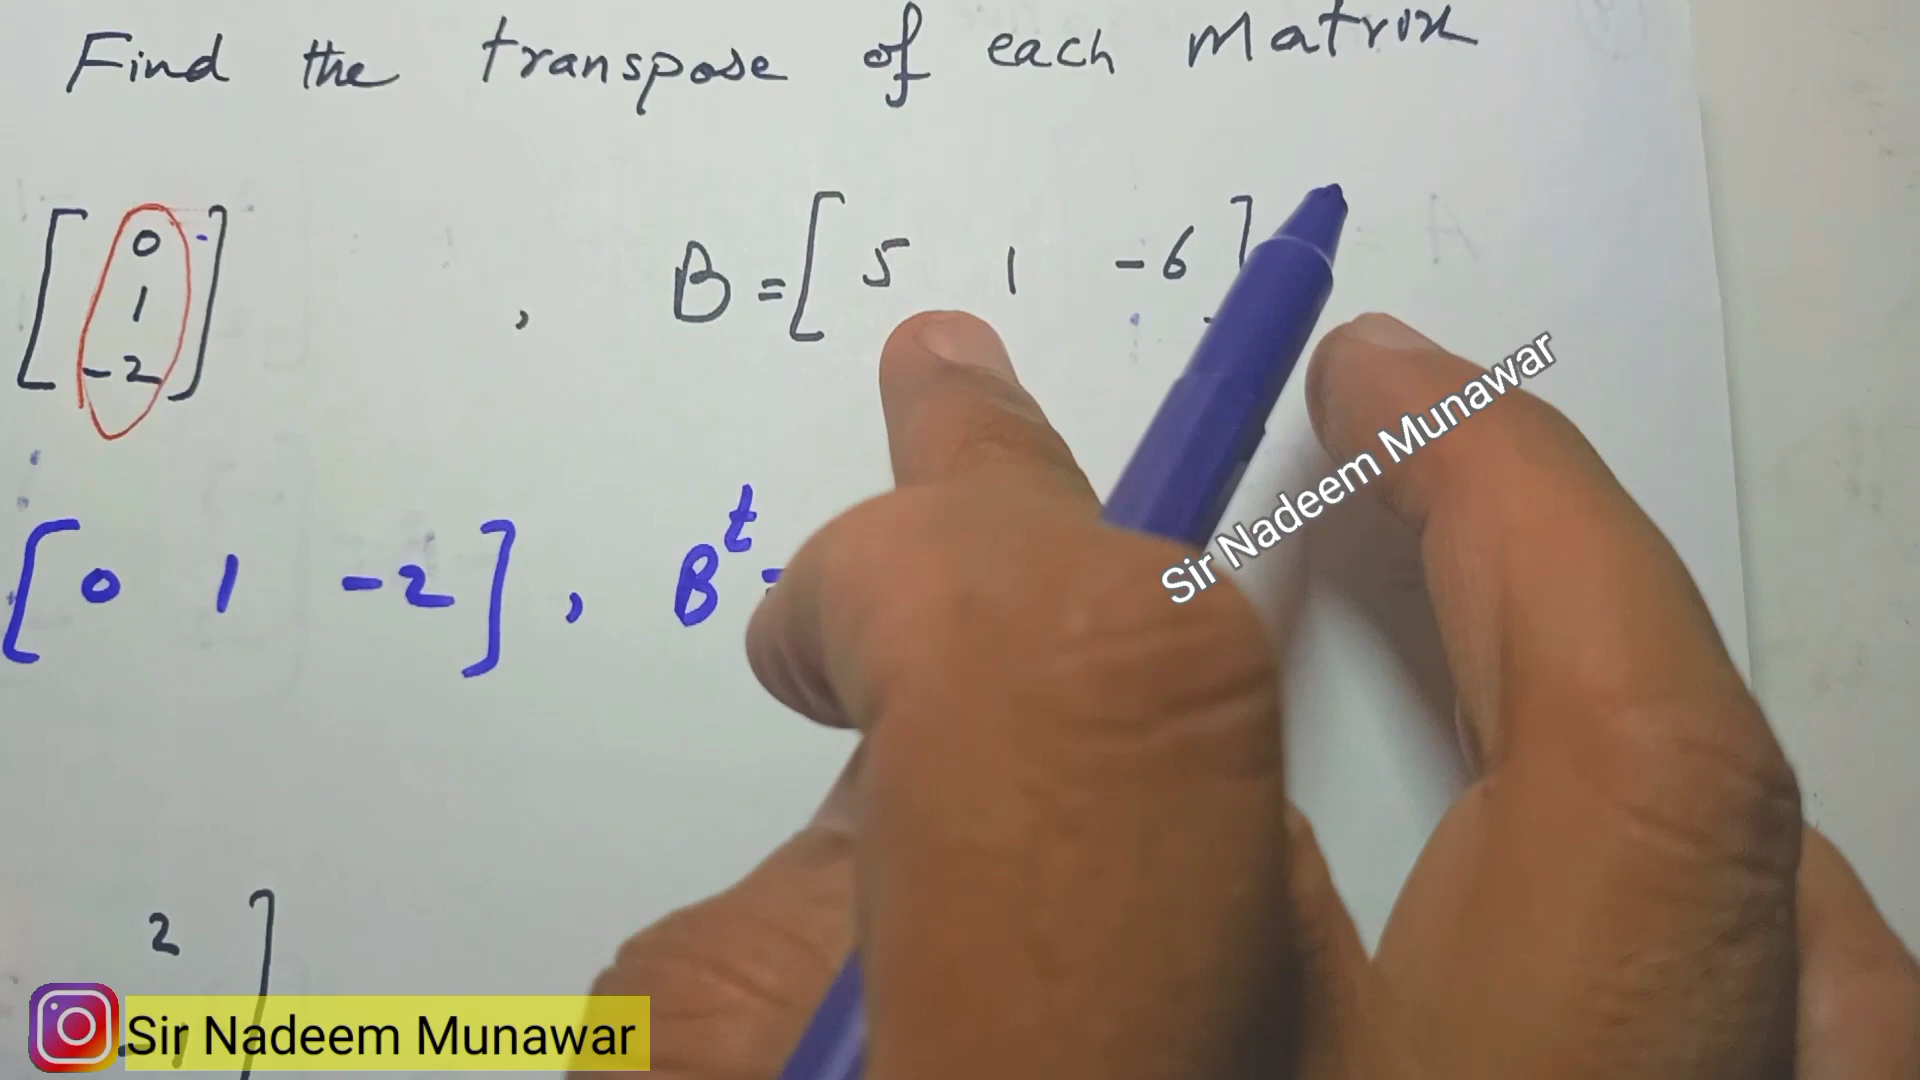 Find the transpose of each Matrix
[ 0
1
-2 ] , B = [ 5 1 -6 ]
[ 0 1 -2 ] , B^t =
Sir Nadeem Munawar
2 ]
Sir Nadeem Munawar